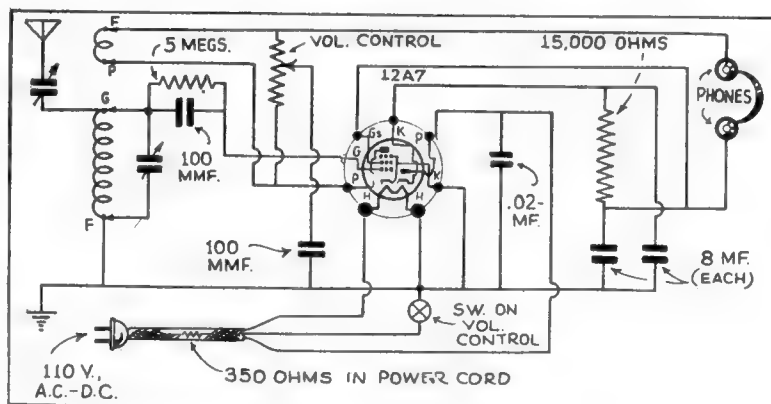 F
5 MEGS.
VOL. CONTROL
15,000 OHMS
P
12A7
PHONES
G
Gs
K
P
100
MMF.
G
P
K
H
H
.02-
MF.
F
100
MMF.
8 MF.
(EACH)
SW. ON
VOL.
CONTROL
110 V.,
A.C.-D.C.
350 OHMS IN POWER CORD